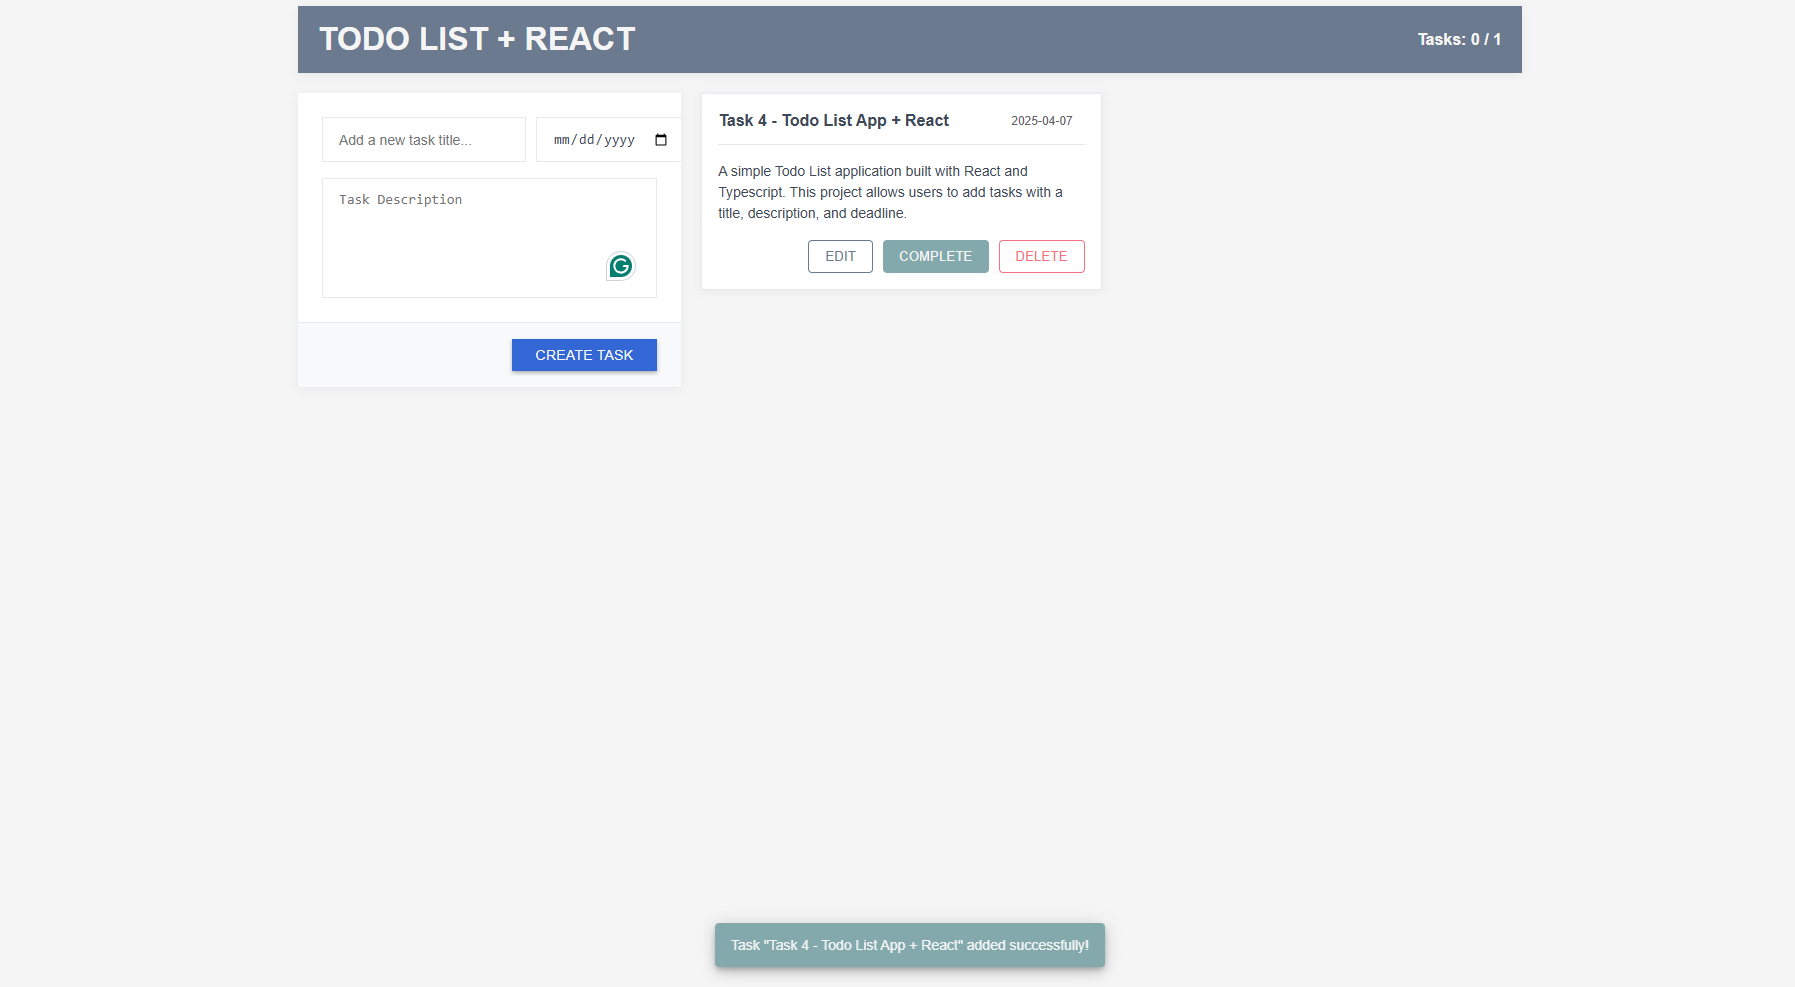 TODO LIST + REACT
Tasks: 0 / 1
Add a new task title...
mm/dd/yyyy
Task Description
CREATE TASK
Task 4 - Todo List App + React
2025-04-07
A simple Todo List application built with React and
Typescript. This project allows users to add tasks with a
title, description, and deadline.
EDIT
COMPLETE
DELETE
Task "Task 4 - Todo List App + React" added successfully!